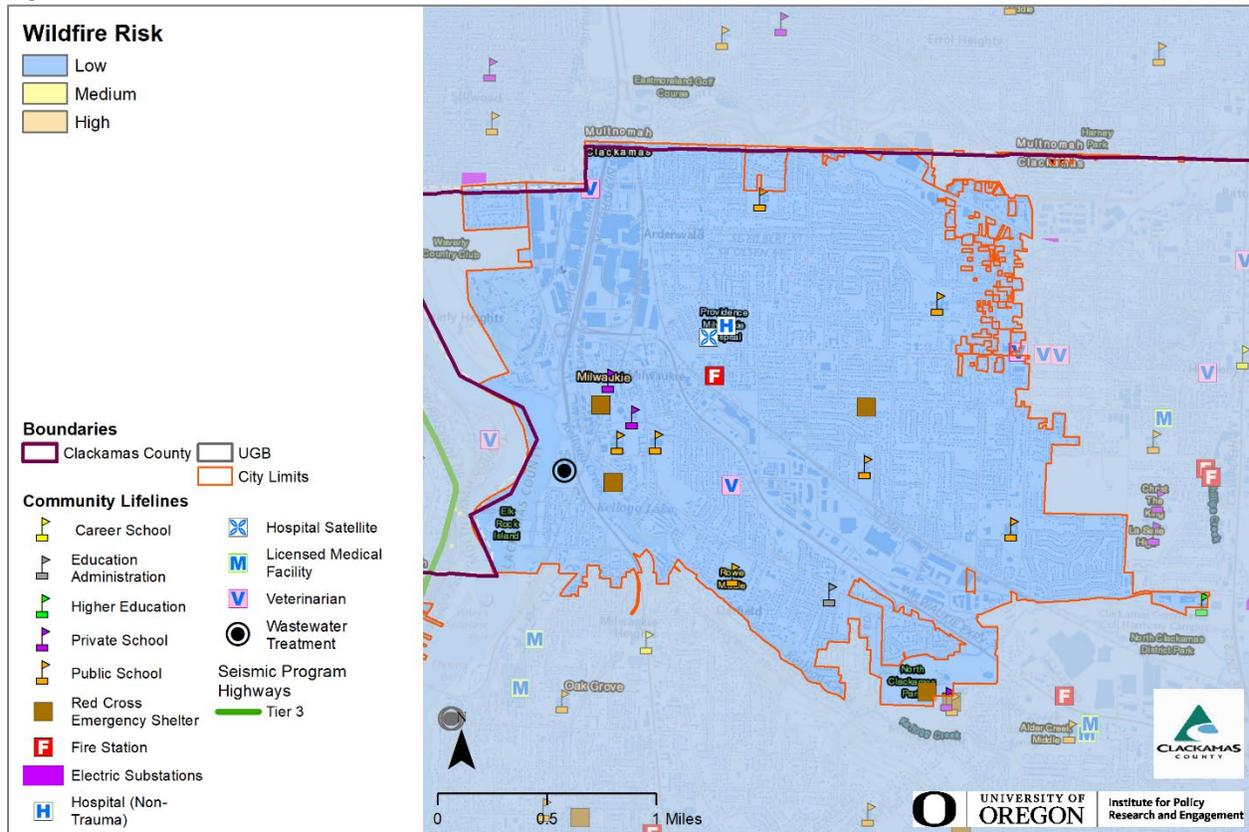 Wildfire Risk
Low
Medium
High
Boundaries
Clackamas County
UGB
City Limits
Community Lifelines
Career School
Education
Administration
Higher Education
Private School
Public School
Red Cross
Emergency Shelter
Fire Station
Electric Substations
Hospital (Non-
Trauma)
Hospital Satellite
Licensed Medical
Facility
Veterinarian
Wastewater
Treatment
Seismic Program
Highways
Tier 3
Errol Heights
Eastmoreland Golf
Course
Multnomah
Clackamas
Multnomah
Clackamas
Harney
Park
Waverly
Country Club
Ardenwald
Providence
Milwaukie
Milwaukie
Elk
Rock
Island
Kellogg Lake
Rowe
Middle
Christ
The
King
La Salle
North Clackamas
District Park
North
Clackamas
Oak Grove
Kellogg Creek
Alder Creek
Middle
N
0
0.5
1 Miles
CLACKAMAS
COUNTY
O
UNIVERSITY OF
OREGON
Institute for Policy
Research and Engagement